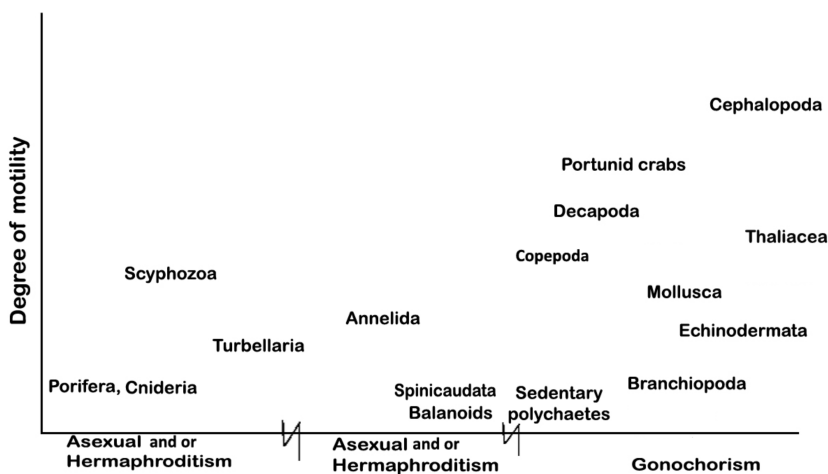 Degree of motility
Cephalopoda
Portunid crabs
Decapoda
Thaliacea
Copepoda
Scyphozoa
Mollusca
Annelida
Echinodermata
Turbellaria
Porifera, Cnideria
Spinicaudata
Balanoids
Sedentary
polychaetes
Branchiopoda
Asexual and or
Hermaphroditism
Asexual and or
Hermaphroditism
Gonochorism